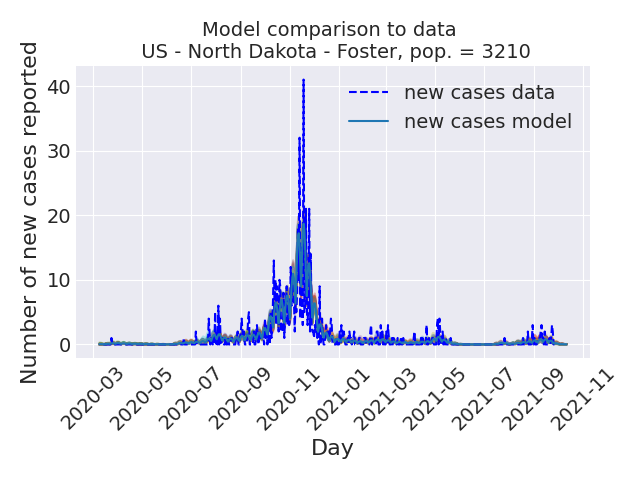 Model comparison to data
US - North Dakota - Foster, pop. = 3210
Number of new cases reported
new cases data
new cases model
40
30
20
10
0
2020-03
2020-05
2020-07
2020-09
2020-11
2021-01
2021-03
2021-05
2021-07
2021-09
2021-11
Day